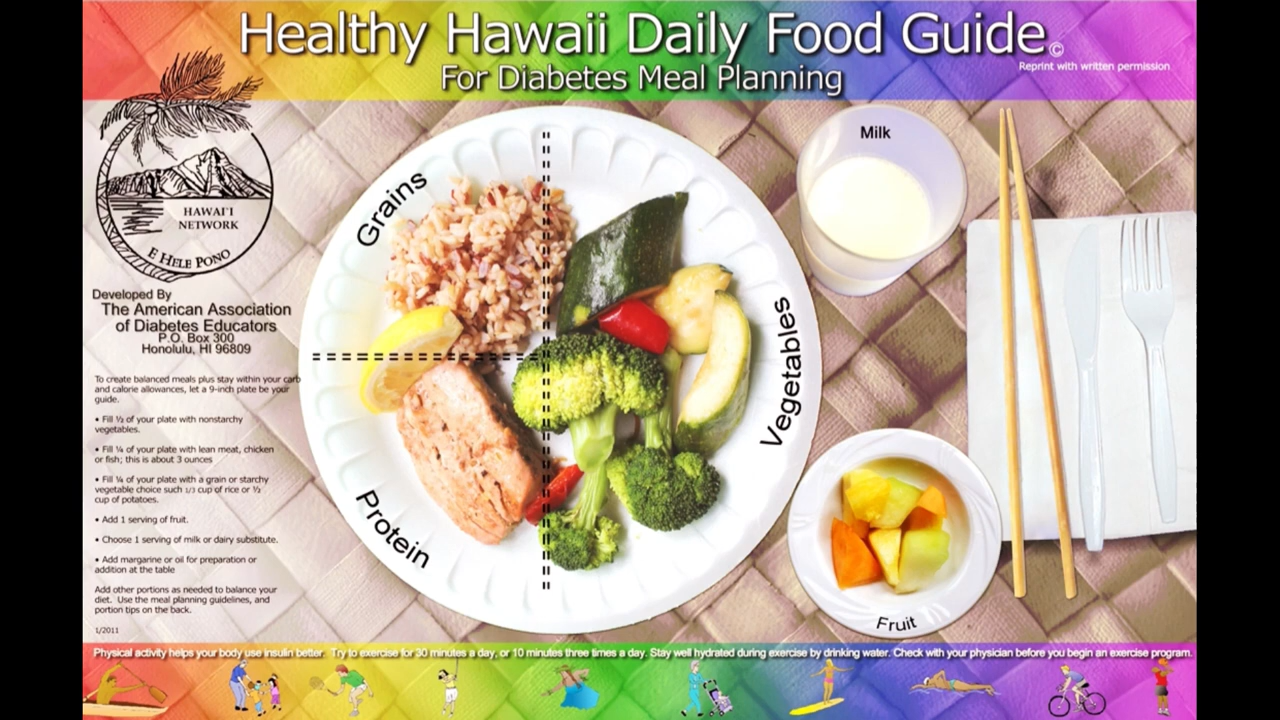 Healthy Hawaii Daily Food Guide©
Reprint with written permission
For Diabetes Meal Planning
HAWAI'I
NETWORK
E HELE PONO
Developed By
The American Association
of Diabetes Educators
P.O. Box 300
Honolulu, HI 96809
To create balanced meals plus stay within your carb
and calorie allowances, let a 9-inch plate be your
guide.
• Fill ½ of your plate with nonstarchy
vegetables.
• Fill ¼ of your plate with lean meat, chicken
or fish; this is about 3 ounces
• Fill ¼ of your plate with a grain or starchy
vegetable choice such 1/3 cup of rice or ½
cup of potatoes.
• Add 1 serving of fruit.
• Choose 1 serving of milk or dairy substitute.
• Add margarine or oil for preparation or
addition at the table
Add other portions as needed to balance your
diet. Use the meal planning guidelines, and
portion tips on the back.
1/2011
Grains
Protein
Vegetables
Milk
Fruit
Physical activity helps your body use insulin better. Try to exercise for 30 minutes a day, or 10 minutes three times a day. Stay well hydrated during exercise by drinking water. Check with your physician before you begin an exercise program.